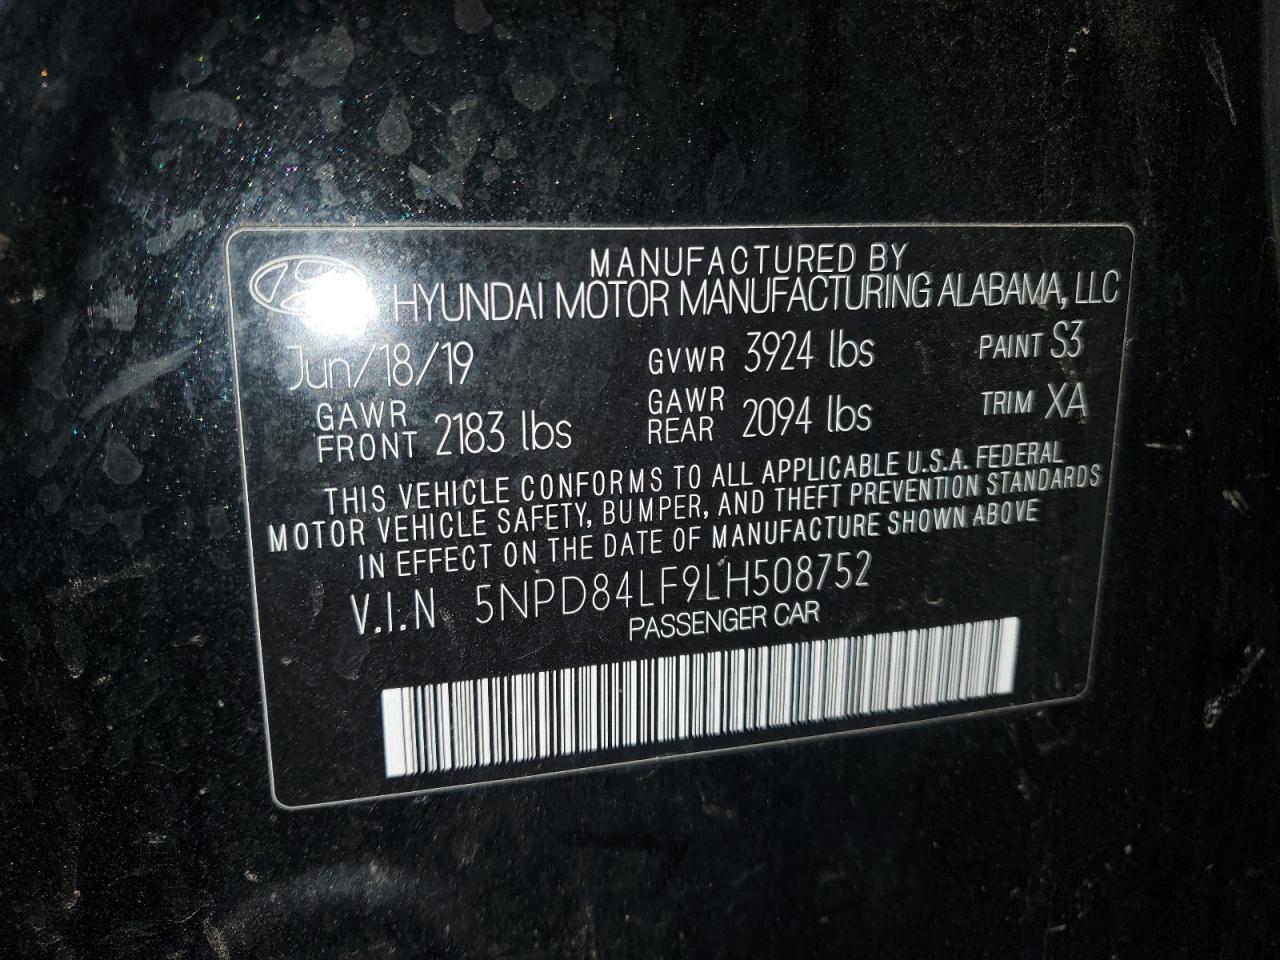 MANUFACTURED BY
HYUNDAI MOTOR MANUFACTURING ALABAMA, LLC
Jun/18/19 GVWR 3924 lbs PAINT S3
GAWR FRONT 2183 lbs GAWR REAR 2094 lbs TRIM XA
THIS VEHICLE CONFORMS TO ALL APPLICABLE U.S.A. FEDERAL
MOTOR VEHICLE SAFETY, BUMPER, AND THEFT PREVENTION STANDARDS
IN EFFECT ON THE DATE OF MANUFACTURE SHOWN ABOVE
V.I.N 5NPD84LF9LH508752
PASSENGER CAR